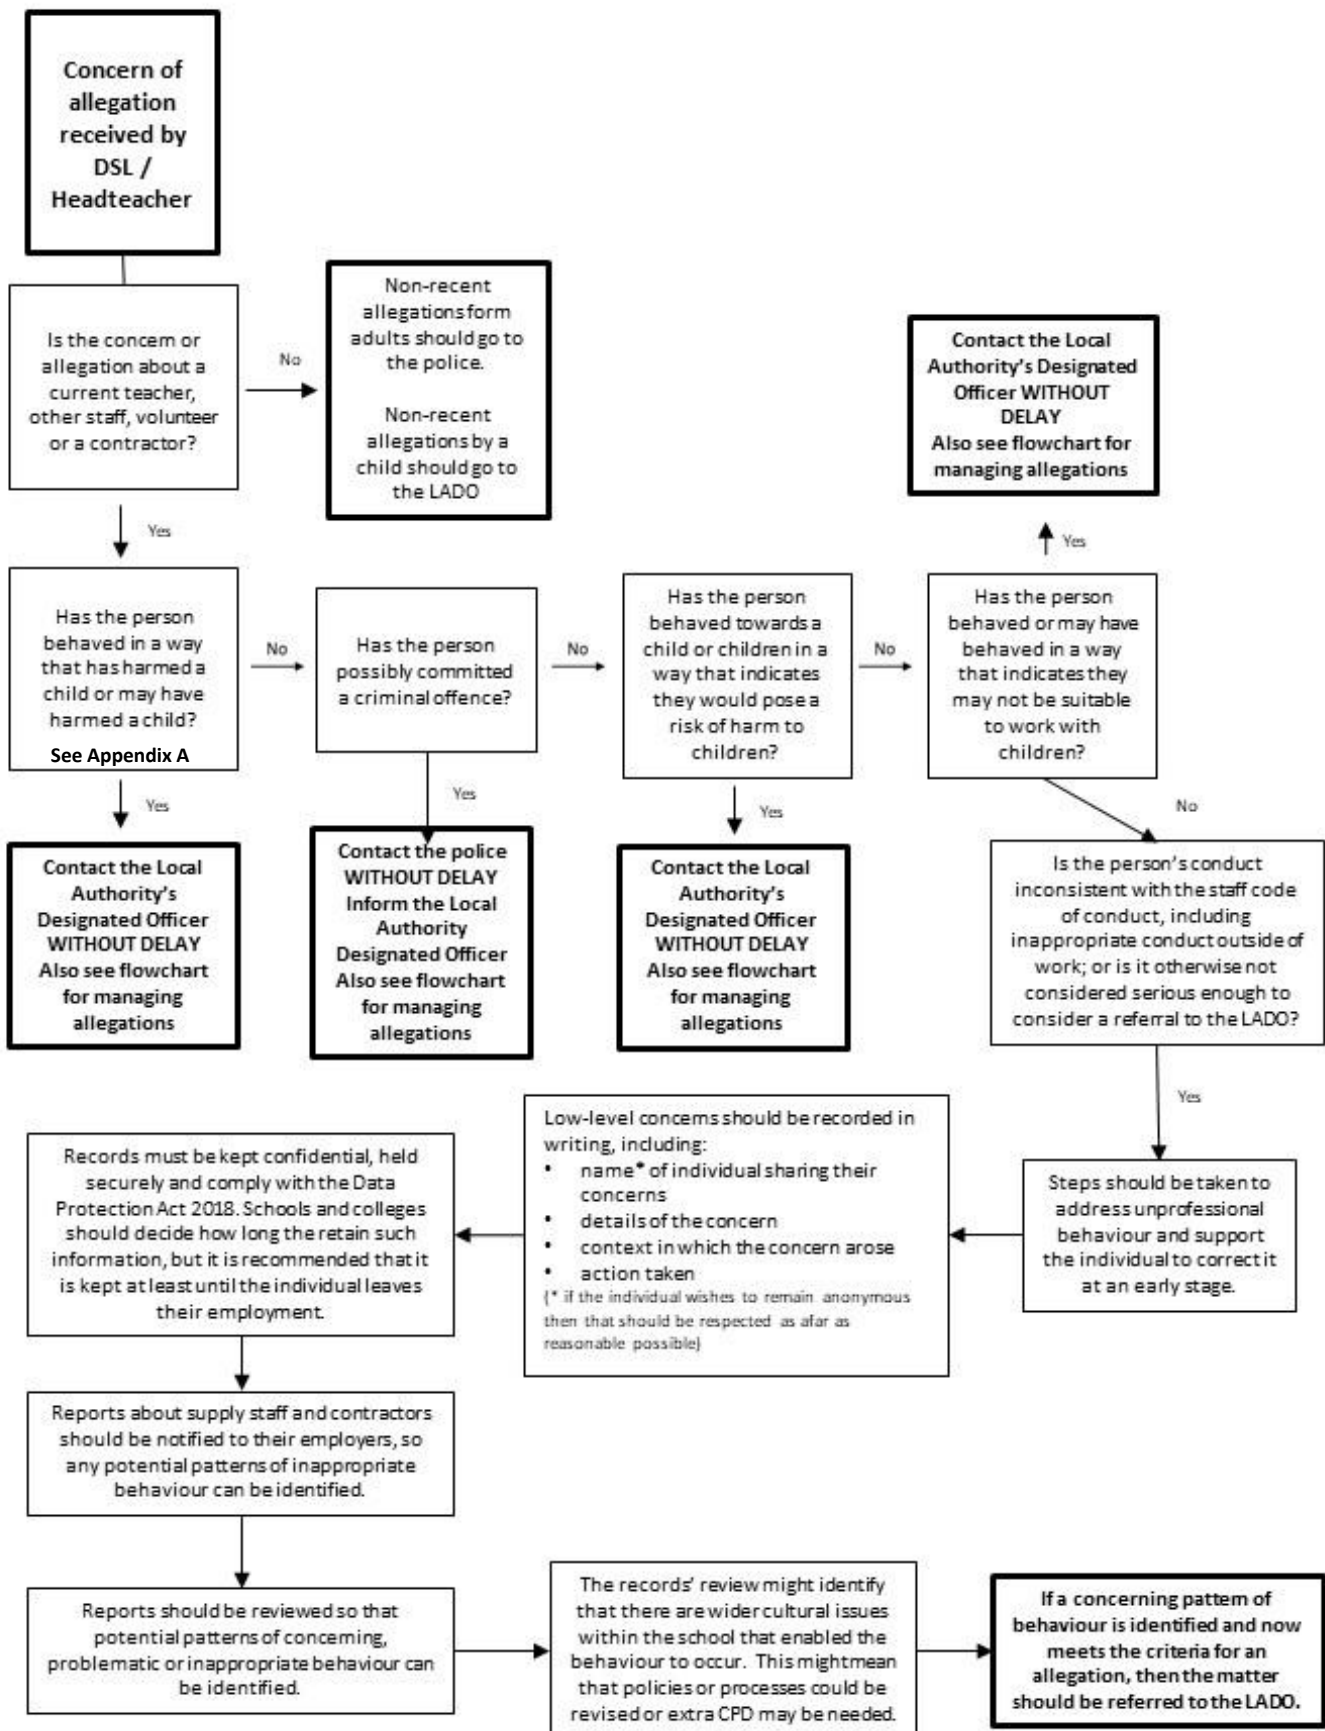 Concern of
allegation
received by
DSL /
Headteacher
Is the concern or
allegation about a
current teacher,
other staff, volunteer
or a contractor?
No
Non-recent
allegations form
adults should go to
the police.
Non-recent
allegations by a
child should go to
the LADO
Yes
Has the person
behaved in a way
that has harmed a
child or may have
harmed a child?
See Appendix A
No
Has the person
possibly committed
a criminal offence?
No
Has the person
behaved towards a
child or children in a
way that indicates
they would pose a
risk of harm to
children?
No
Has the person
behaved or may have
behaved in a way
that indicates they
may not be suitable
to work with
children?
Yes
Contact the Local
Authority's Designated
Officer WITHOUT
DELAY
Also see flowchart for
managing allegations
Yes
Contact the Local
Authority's
Designated Officer
WITHOUT DELAY
Also see flowchart
for managing
allegations
Yes
Contact the police
WITHOUT DELAY
Inform the Local
Authority
Designated Officer
Also see flowchart
for managing
allegations
Yes
Contact the Local
Authority's
Designated Officer
WITHOUT DELAY
Also see flowchart
for managing
allegations
No
Is the person's conduct
inconsistent with the staff code
of conduct, including
inappropriate conduct outside of
work; or is it otherwise not
considered serious enough to
consider a referral to the LADO?
Yes
Steps should be taken to
address unprofessional
behaviour and support
the individual to correct it
at an early stage.
Low-level concerns should be recorded in
writing, including:
• name* of individual sharing their
concerns
• details of the concern
• context in which the concern arose
• action taken
(* if the individual wishes to remain anonymous
then that should be respected as afar as
reasonable possible)
Records must be kept confidential, held
securely and comply with the Data
Protection Act 2018. Schools and colleges
should decide how long the retain such
information, but it is recommended that it
is kept at least until the individual leaves
their employment.
Reports about supply staff and contractors
should be notified to their employers, so
any potential patterns of inappropriate
behaviour can be identified.
Reports should be reviewed so that
potential patterns of concerning,
problematic or inappropriate behaviour can
be identified.
The records' review might identify
that there are wider cultural issues
within the school that enabled the
behaviour to occur. This might mean
that policies or processes could be
revised or extra CPD may be needed.
If a concerning pattern of
behaviour is identified and now
meets the criteria for an
allegation, then the matter
should be referred to the LADO.